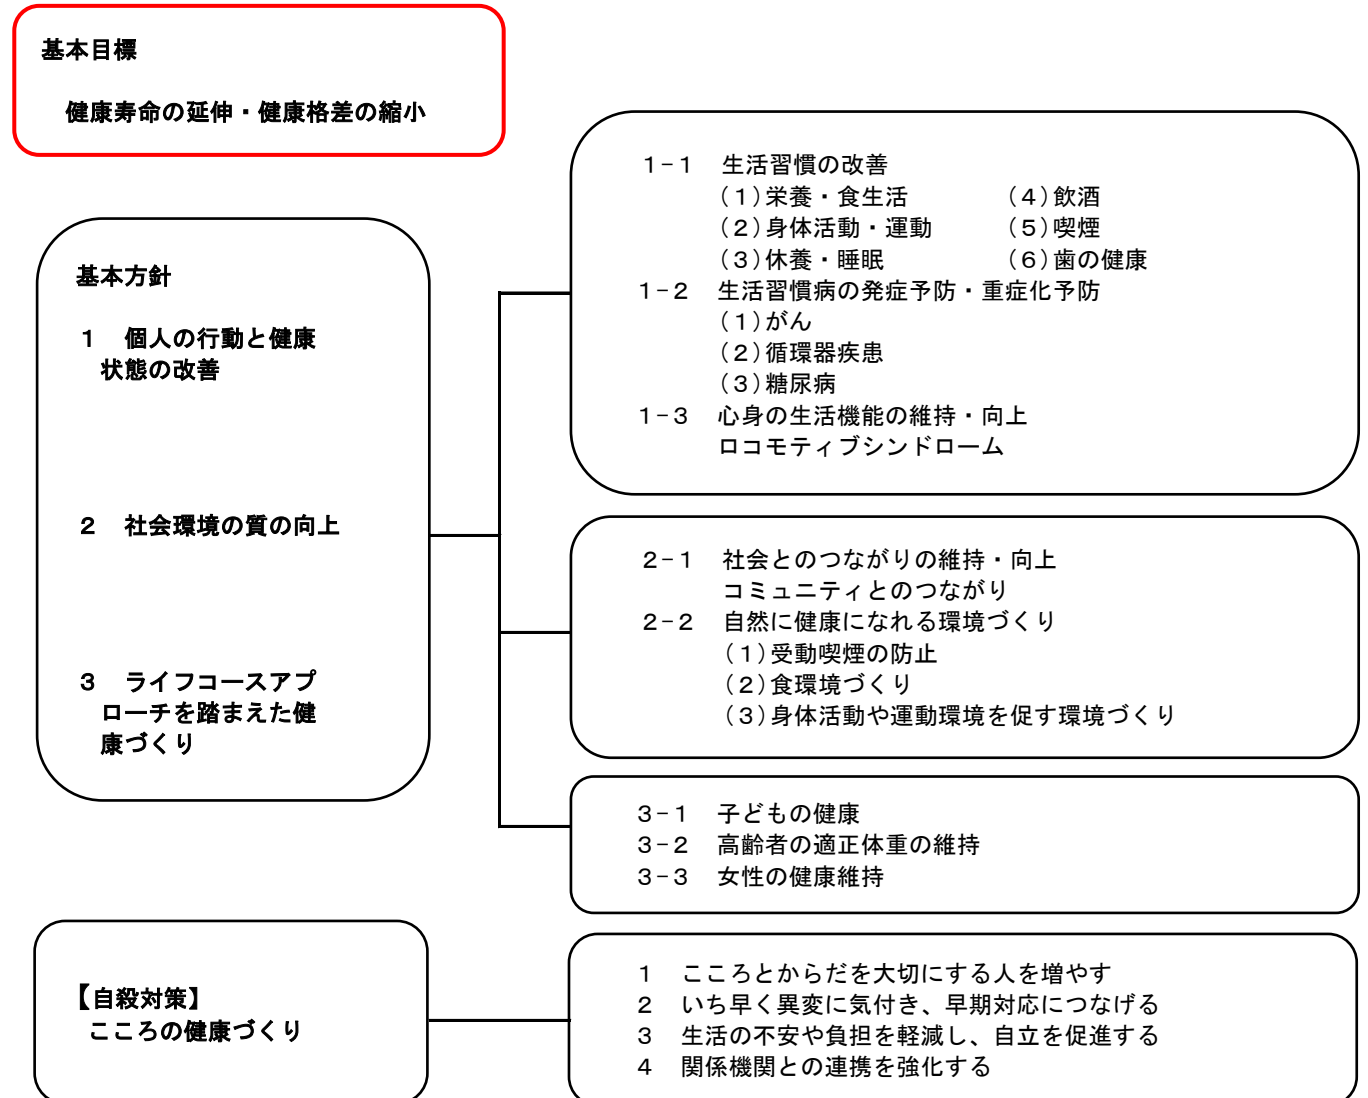 基本目標
健康寿命の延伸・健康格差の縮小
基本方針
1　個人の行動と健康
状態の改善
2　社会環境の質の向上
3　ライフコースアプ
ローチを踏まえた健
康づくり
1-1　生活習慣の改善
(1)栄養・食生活　(4)飲酒
(2)身体活動・運動　(5)喫煙
(3)休養・睡眠　(6)歯の健康
1-2　生活習慣病の発症予防・重症化予防
(1)がん
(2)循環器疾患
(3)糖尿病
1-3　心身の生活機能の維持・向上
ロコモティブシンドローム
2-1　社会とのつながりの維持・向上
コミュニティとのつながり
2-2　自然に健康になれる環境づくり
(1)受動喫煙の防止
(2)食環境づくり
(3)身体活動や運動環境を促す環境づくり
3-1　子どもの健康
3-2　高齢者の適正体重の維持
3-3　女性の健康維持
【自殺対策】
こころの健康づくり
1　こころとからだを大切にする人を増やす
2　いち早く異変に気付き、早期対応につなげる
3　生活の不安や負担を軽減し、自立を促進する
4　関係機関との連携を強化する